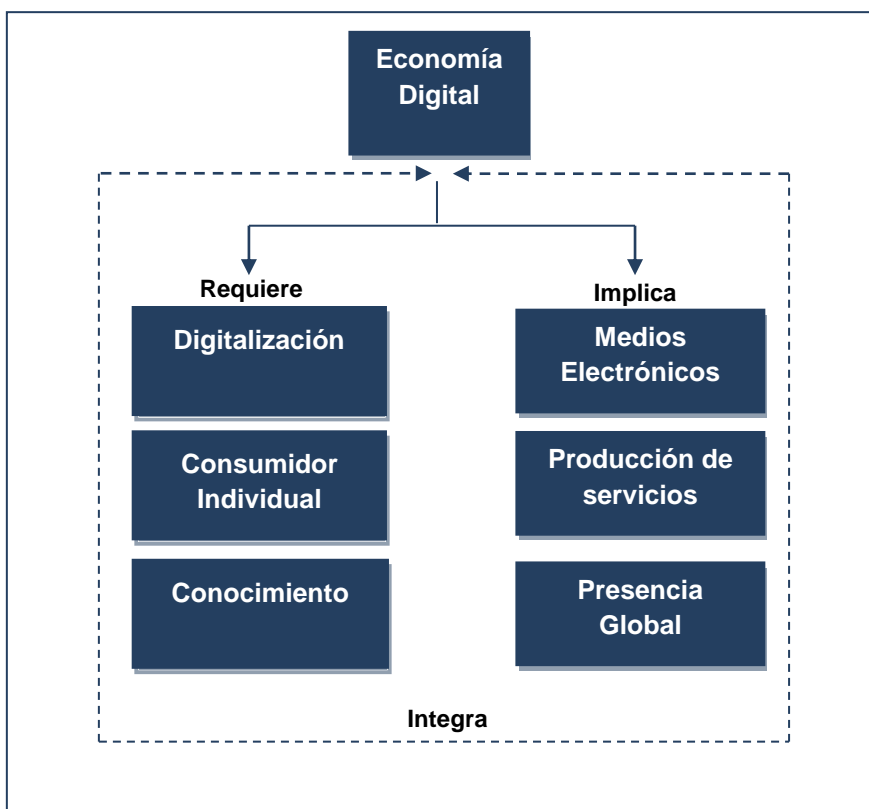 Economía
Digital
Requiere
Digitalización
Consumidor
Individual
Conocimiento
Implica
Medios
Electrónicos
Producción de
servicios
Presencia
Global
Integra